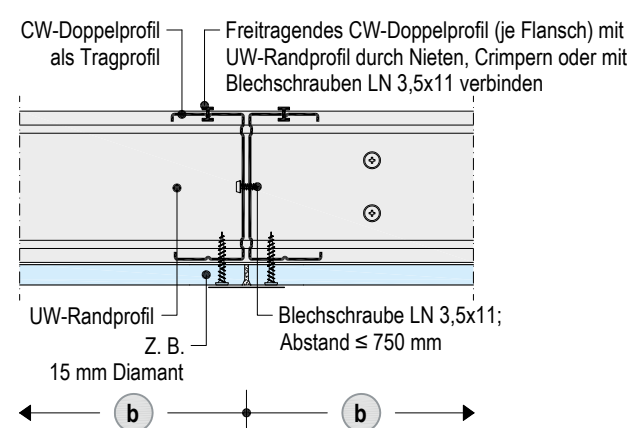 CW-Doppelprofil
als Tragprofil
Freitragendes CW-Doppelprofil (je Flansch) mit
UW-Randprofil durch Nieten, Crimpern oder mit
Blechschrauben LN 3,5x11 verbinden
UW-Randprofil
Z. B.
15 mm Diamant
Blechschraube LN 3,5x11;
Abstand ≤ 750 mm
b
b